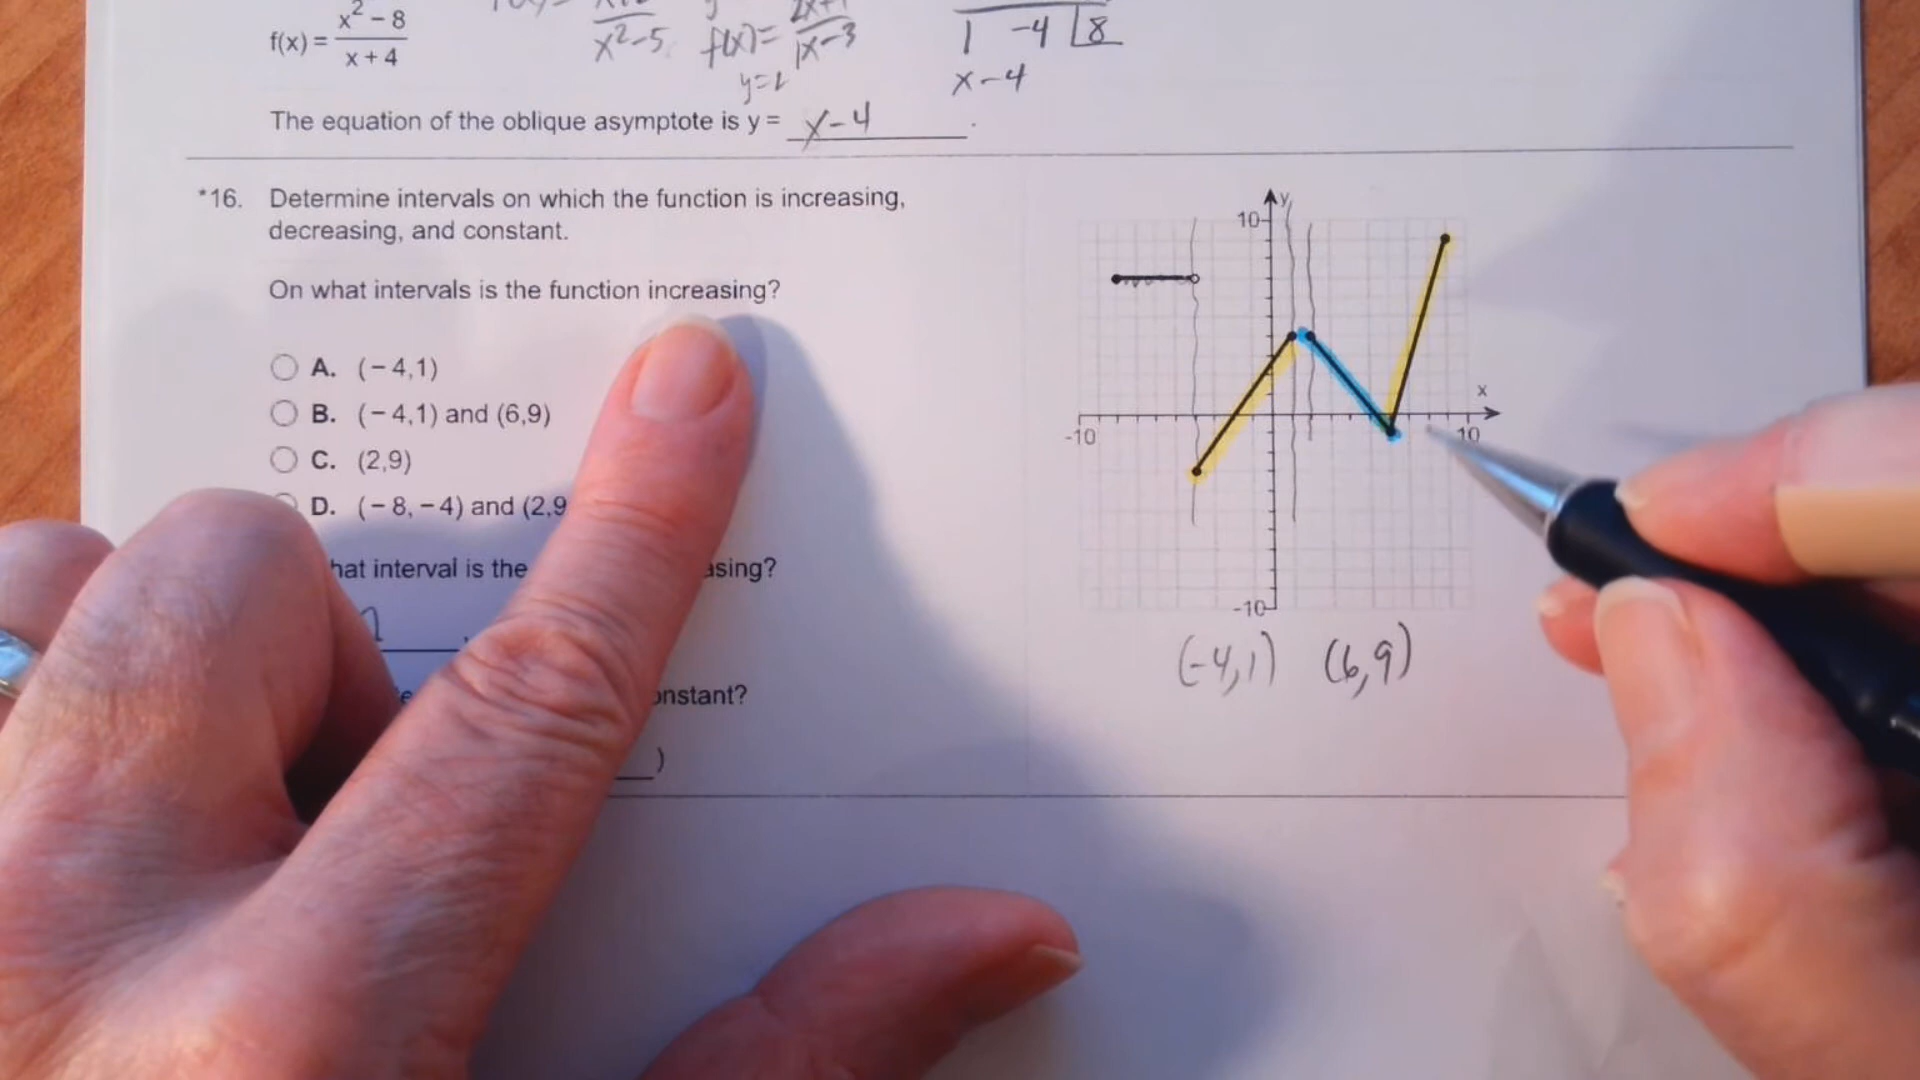 f(x) = x² - 8 / x + 4
x² - 5 f(x) = 2x+1 / 1x-3 1 -4 8
y=2 x-4
The equation of the oblique asymptote is y = x-4.
*16. Determine intervals on which the function is increasing,
decreasing, and constant.
On what intervals is the function increasing?
A. (-4,1)
B. (-4,1) and (6,9)
C. (2,9)
D. (-8,-4) and (2,9
hat interval is the asing?
onstant?
)
y
10
x
-10
10
-10
(-4,1) (6,9)